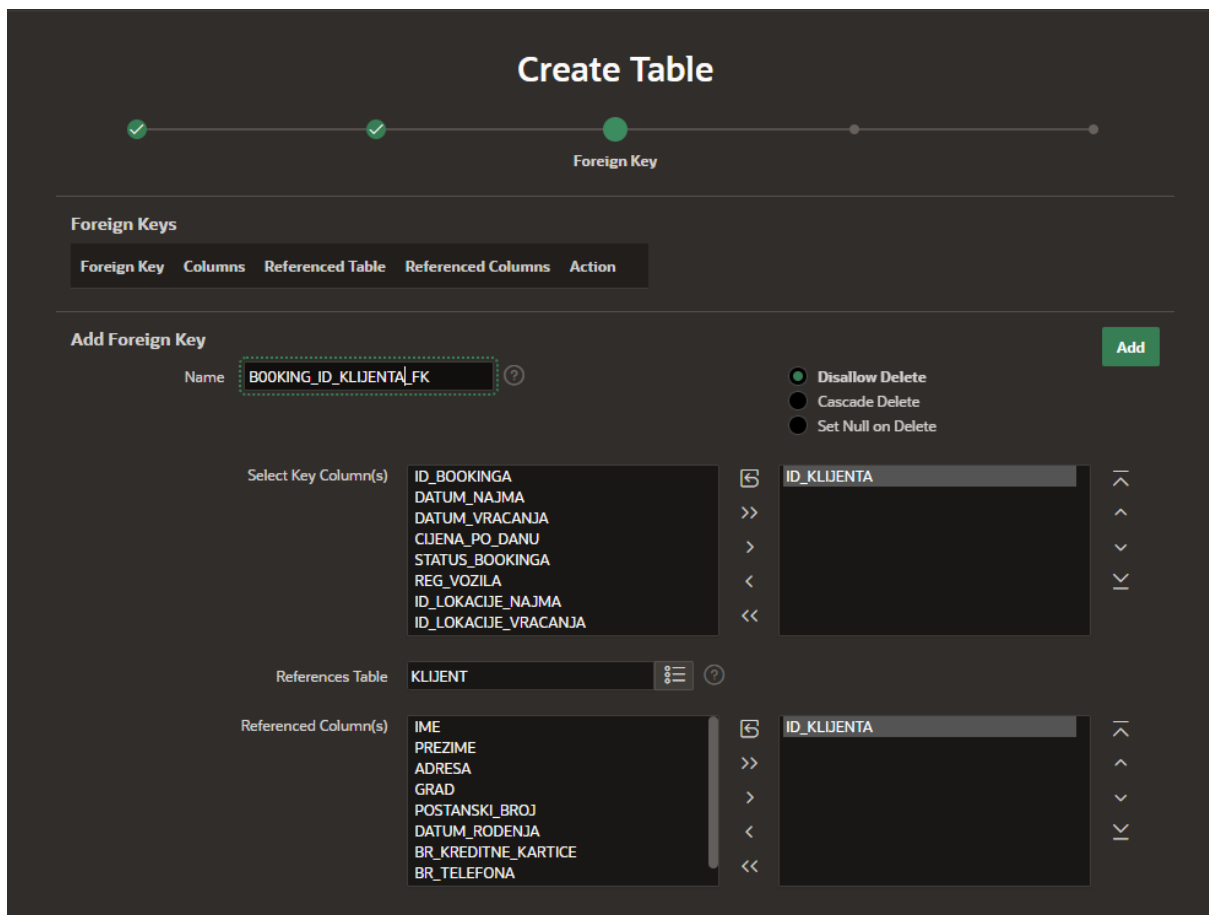 Create Table
Foreign Key
Foreign Keys
Foreign Key Columns Referenced Table Referenced Columns Action
Add Foreign Key
Add
Name BOOKING_ID_KLIJENTA_FK
Disallow Delete
Cascade Delete
Set Null on Delete
Select Key Column(s)
ID_BOOKINGA
DATUM_NAJMA
DATUM_VRACANJA
CIJENA_PO_DANU
STATUS_BOOKINGA
REG_VOZILA
ID_LOKACIJE_NAJMA
ID_LOKACIJE_VRACANJA
ID_KLIJENTA
References Table KLIJENT
Referenced Column(s)
IME
PREZIME
ADRESA
GRAD
POSTANSKI_BROJ
DATUM_RODENJA
BR_KREDITNE_KARTICE
BR_TELEFONA
ID_KLIJENTA